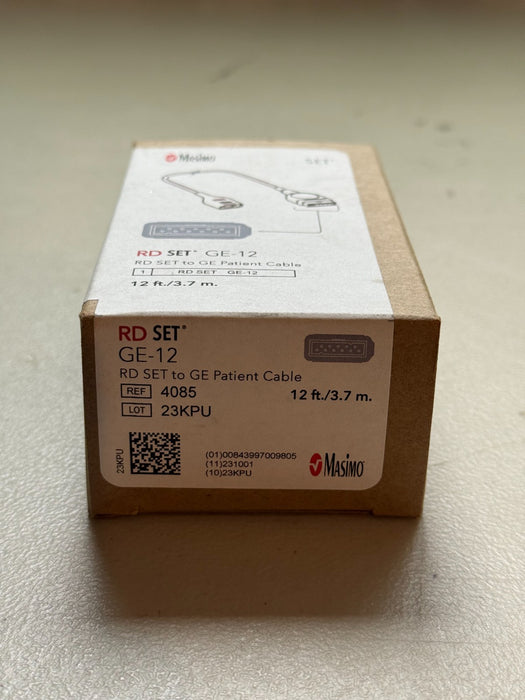 Masimo SET®
RD SET® GE-12
RD SET to GE Patient Cable
1 RD SET GE-12
12 ft./3.7 m.
RD SET®
GE-12
RD SET to GE Patient Cable
REF 4085 12 ft./3.7 m.
LOT 23KPU
23KPU
(01)00843997009805
(11)231001
(10)23KPU
Masimo®